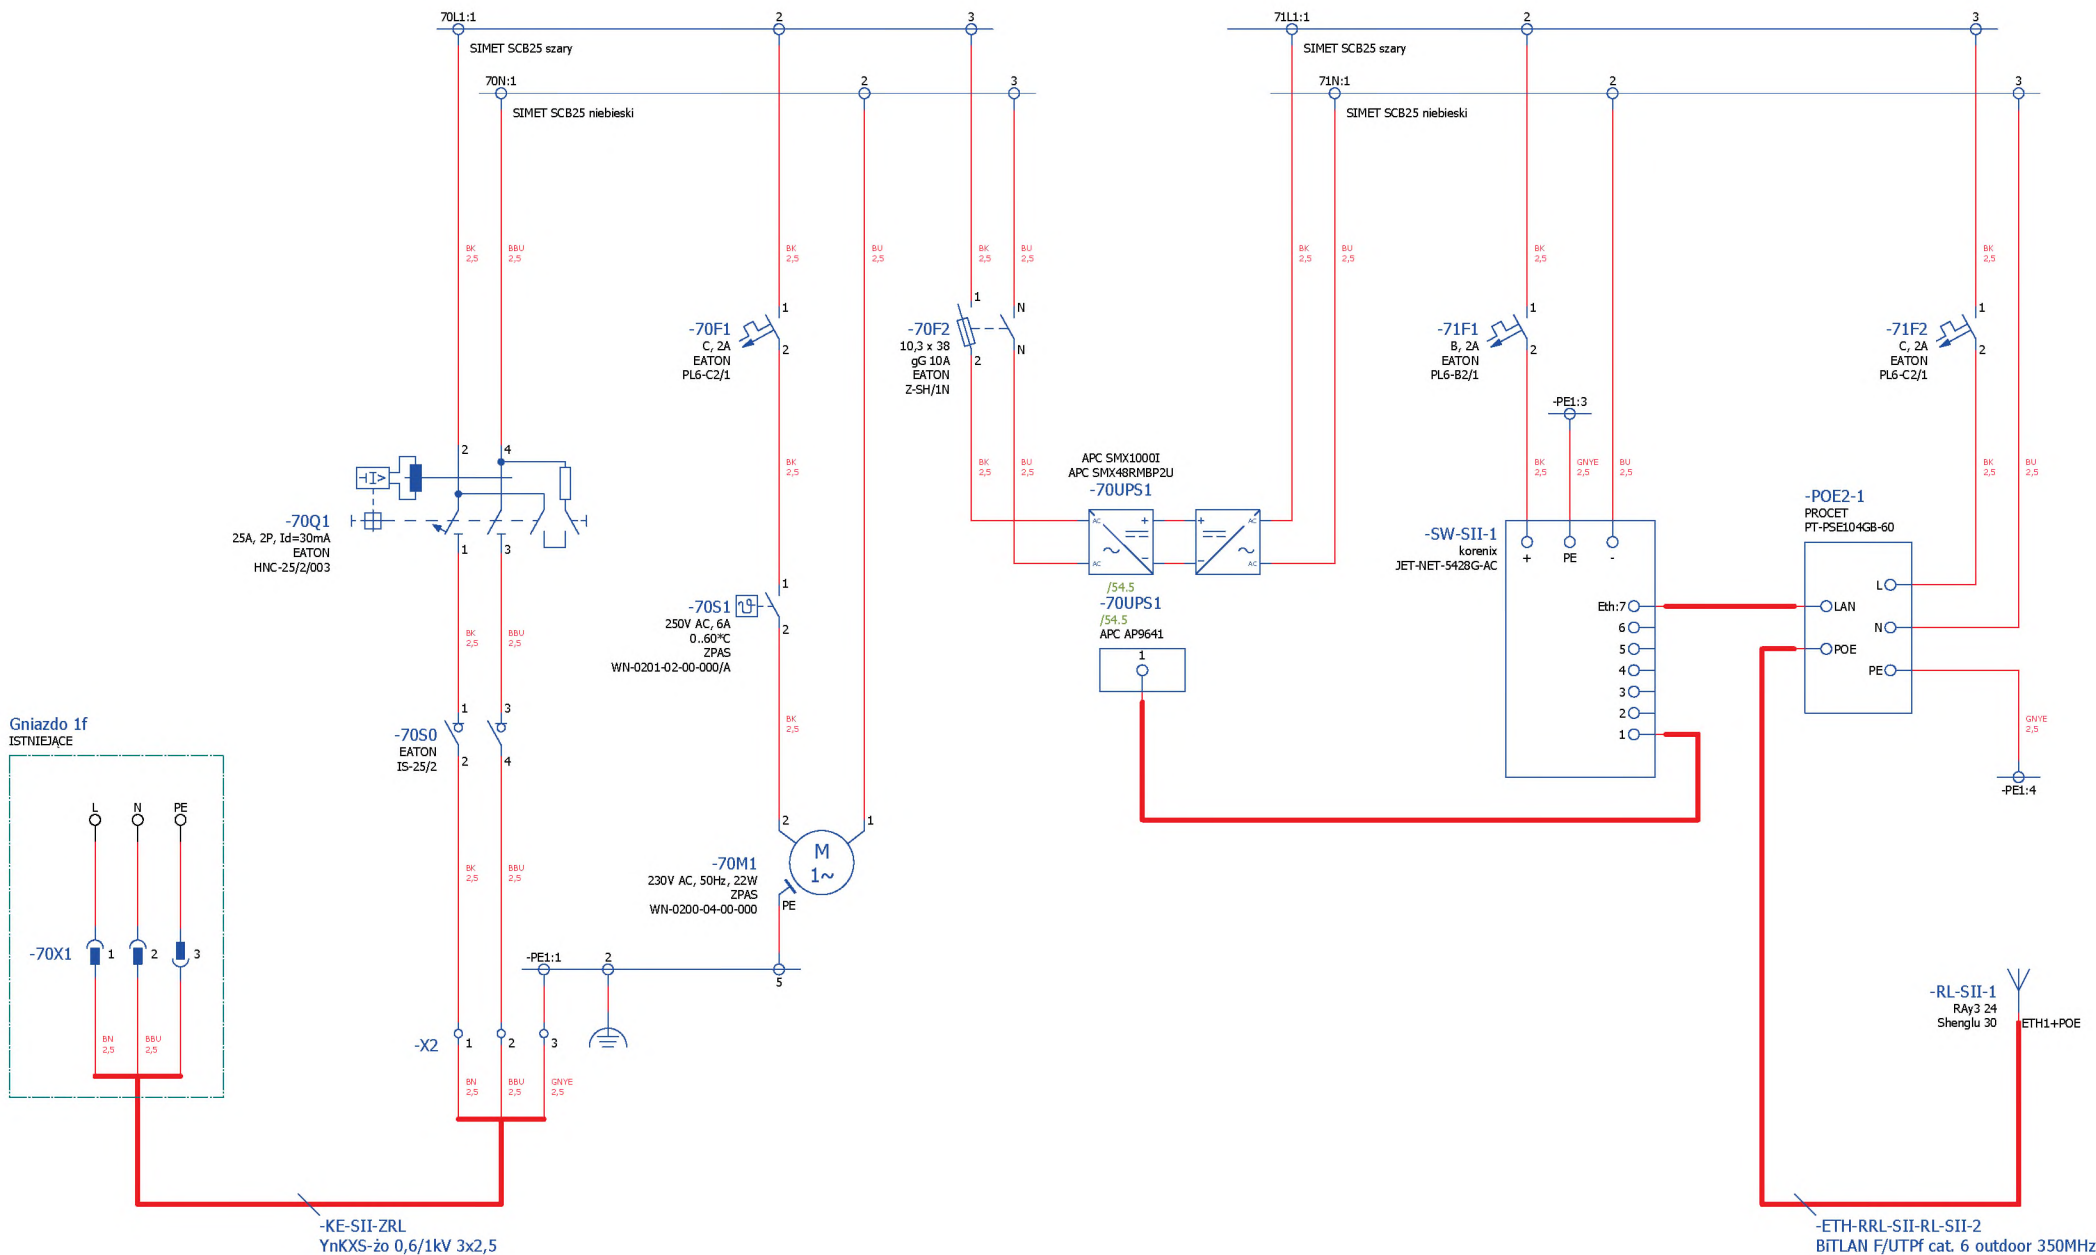 70L1:1
2
3
SIMET SCB25 szary
70N:1
2
3
SIMET SCB25 niebieski
71L1:1
2
3
SIMET SCB25 szary
71N:1
2
3
SIMET SCB25 niebieski
BK
2,5
BBU
2,5
BK
2,5
BU
2,5
BK
2,5
BU
2,5
BK
2,5
BU
2,5
BK
2,5
BK
2,5
-70F1
C, 2A
EATON
PL6-C2/1
1
2
-70F2
10,3 x 38
gG 10A
EATON
Z-SH/1N
1
2
N
N
-71F1
B, 2A
EATON
PL6-B2/1
1
2
-71F2
C, 2A
EATON
PL6-C2/1
1
2
-PE1:3
2
4
BK
2,5
BK
2,5
BU
2,5
BK
2,5
GNYE
2,5
BU
2,5
BK
2,5
BU
2,5
APC SMX1000I
APC SMX48RMBP2U
-70UPS1
AC
AC
+
-
+
-
AC
AC
/54.5
-70UPS1
/54.5
APC AP9641
1
-70Q1
25A, 2P, Id=30mA
EATON
HNC-25/2/003
I>
1
3
-SW-SII-1
korenix
JET-NET-5428G-AC
+
PE
-
Eth:7
6
5
4
3
2
1
-POE2-1
PROCET
PT-PSE104GB-60
L
LAN
N
POE
PE
GNYE
2,5
-PE1:4
-70S1
250V AC, 6A
0..60*C
ZPAS
WN-0201-02-00-000/A
ϑ
1
2
BK
2,5
BBU
2,5
BK
2,5
-70S0
EATON
IS-25/2
1
3
2
4
Gniazdo 1f
ISTNIEJĄCE
L
N
PE
-70X1
1
2
3
BN
2,5
BBU
2,5
BK
2,5
BBU
2,5
-70M1
230V AC, 50Hz, 22W
ZPAS
WN-0200-04-00-000
2
1
M
1~
PE
-PE1:1
2
5
-X2
1
2
3
BN
2,5
BBU
2,5
GNYE
2,5
-RL-SII-1
RAy3 24
Shenglu 30
ETH1+POE
-KE-SII-ZRL
YnKXS-żo 0,6/1kV 3x2,5
-ETH-RRL-SII-RL-SII-2
BiTLAN F/UTPf cat. 6 outdoor 350MHz